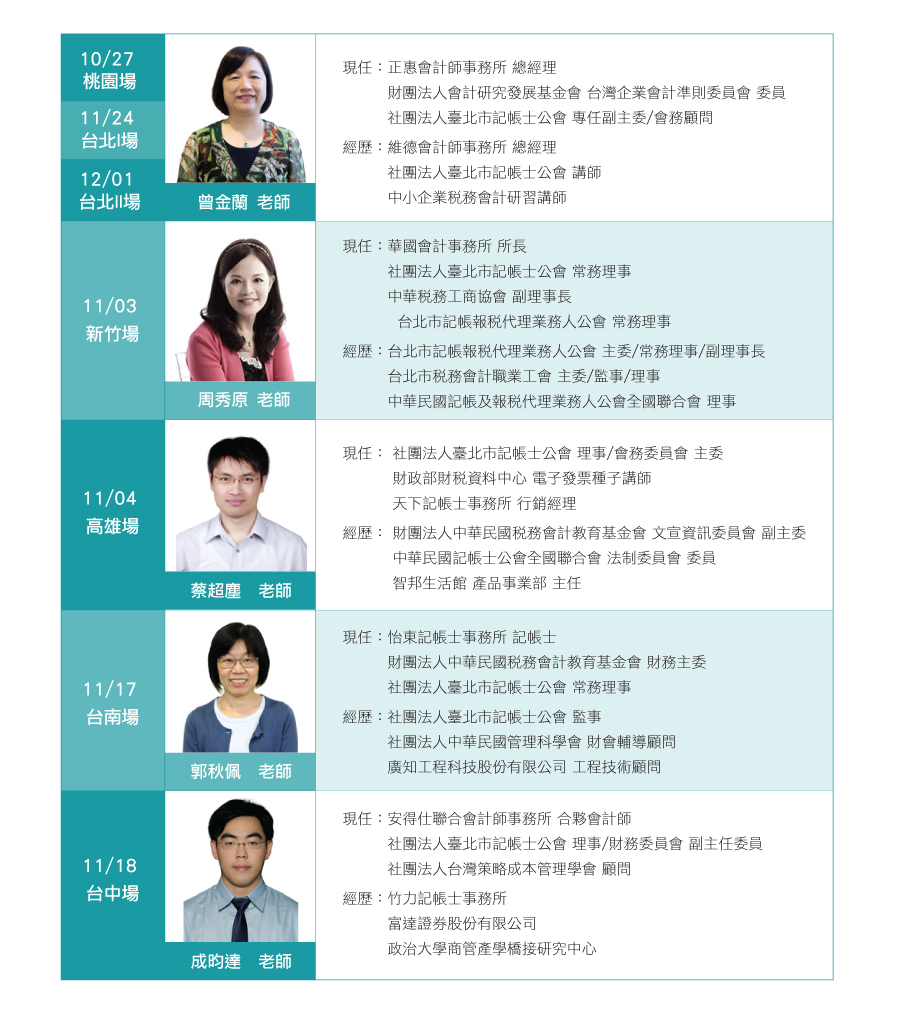 10/27
桃園場
11/24
台北I場
12/01
台北II場
曾金蘭 老師
現任：正惠會計師事務所 總經理
財團法人會計研究發展基金會 台灣企業會計準則委員會 委員
社團法人臺北市記帳士公會 專任副主委/會務顧問
經歷：維德會計師事務所 總經理
社團法人臺北市記帳士公會 講師
中小企業稅務會計研習講師
11/03
新竹場
周秀原 老師
現任：華國會計事務所 所長
社團法人臺北市記帳士公會 常務理事
中華稅務工商協會 副理事長
台北市記帳報稅代理業務人公會 常務理事
經歷：台北市記帳報稅代理業務人公會 主委/常務理事/副理事長
台北市稅務會計職業工會 主委/監事/理事
中華民國記帳及報稅代理業務人公會全國聯合會 理事
11/04
高雄場
蔡超塵 老師
現任： 社團法人臺北市記帳士公會 理事/會務委員會 主委
財政部財稅資料中心 電子發票種子講師
天下記帳士事務所 行銷經理
經歷： 財團法人中華民國稅務會計教育基金會 文宣資訊委員會 副主委
中華民國記帳士公會全國聯合會 法制委員會 委員
智邦生活館 產品事業部 主任
11/17
台南場
郭秋佩 老師
現任：怡東記帳士事務所 記帳士
財團法人中華民國稅務會計教育基金會 財務主委
社團法人臺北市記帳士公會 常務理事
經歷：社團法人臺北市記帳士公會 監事
社團法人中華民國管理科學會 財會輔導顧問
廣知工程科技股份有限公司 工程技術顧問
11/18
台中場
成昀達 老師
現任：安得仕聯合會計師事務所 合夥會計師
社團法人臺北市記帳士公會 理事/財務委員會 副主任委員
社團法人台灣策略成本管理學會 顧問
經歷：竹力記帳士事務所
富達證券股份有限公司
政治大學商管產學橋接研究中心